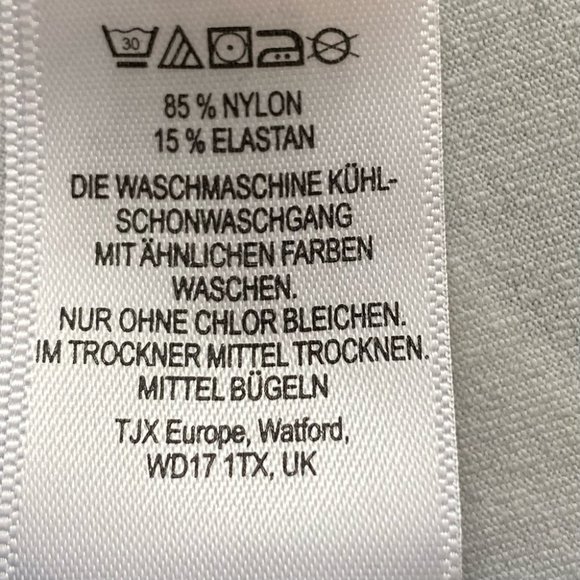 30
85 % NYLON
15 % ELASTAN
DIE WASCHMASCHINE KÜHL-
SCHONWASCHGANG
MIT ÄHNLICHEN FARBEN
WASCHEN.
NUR OHNE CHLOR BLEICHEN.
IM TROCKNER MITTEL TROCKNEN.
MITTEL BÜGELN
TJX Europe, Watford,
WD17 1TX, UK